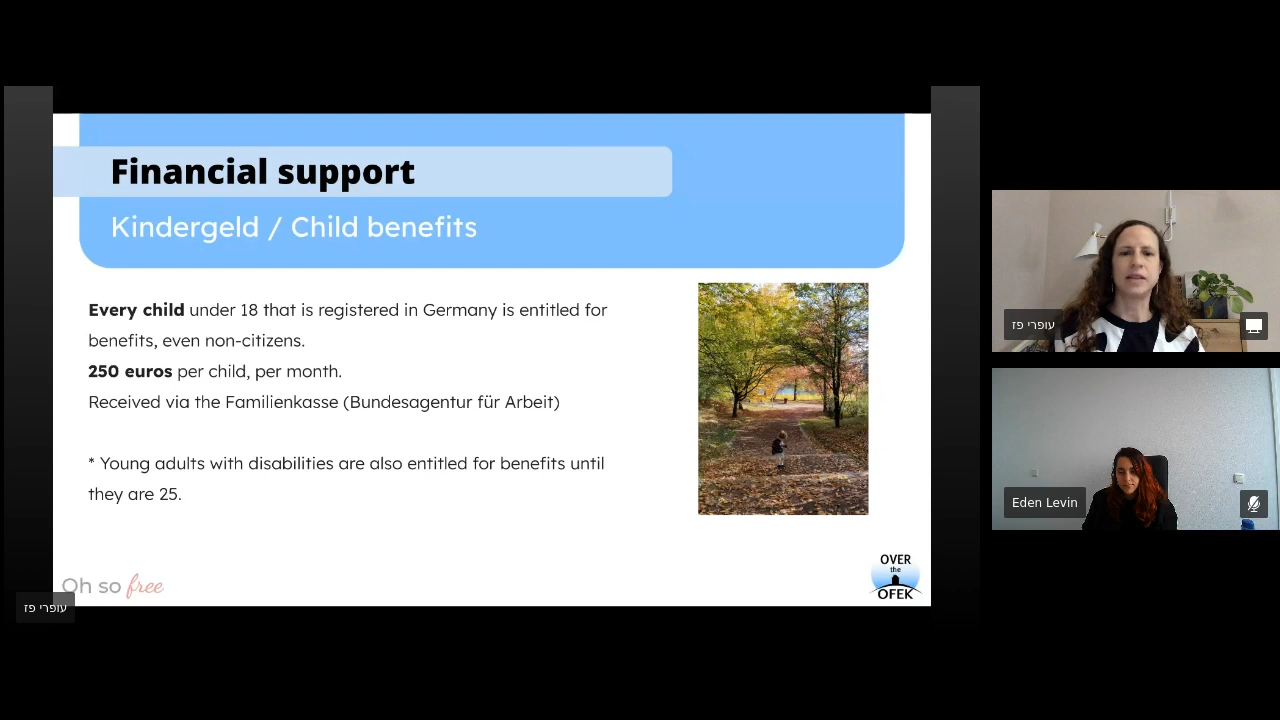 Financial support
Kindergeld / Child benefits
Every child under 18 that is registered in Germany is entitled for
benefits, even non-citizens.
250 euros per child, per month.
Received via the Familienkasse (Bundesagentur für Arbeit)
* Young adults with disabilities are also entitled for benefits until
they are 25.
Oh so free
OVER
the
OFEK
עופרי פז
עופרי פז
Eden Levin